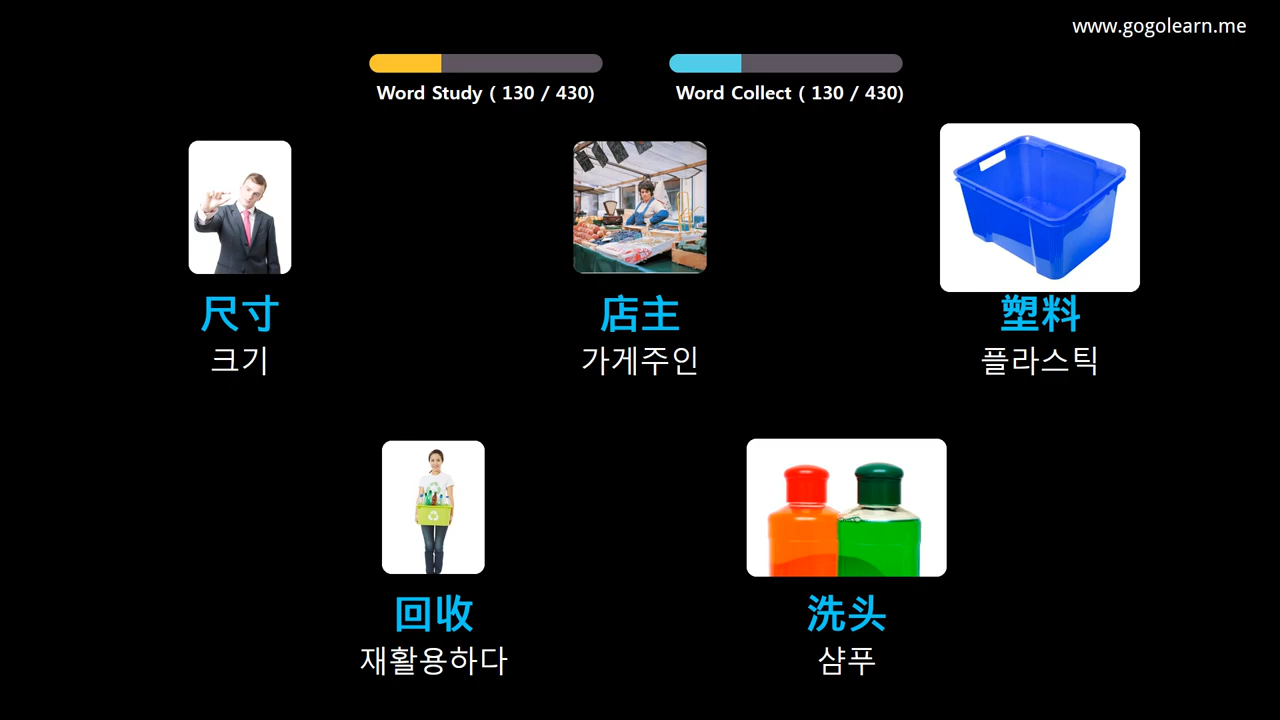 www.gogolearn.me
Word Study ( 130 / 430)
Word Collect ( 130 / 430)
尺寸
크기
店主
가게주인
塑料
플라스틱
回收
재활용하다
洗头
샴푸